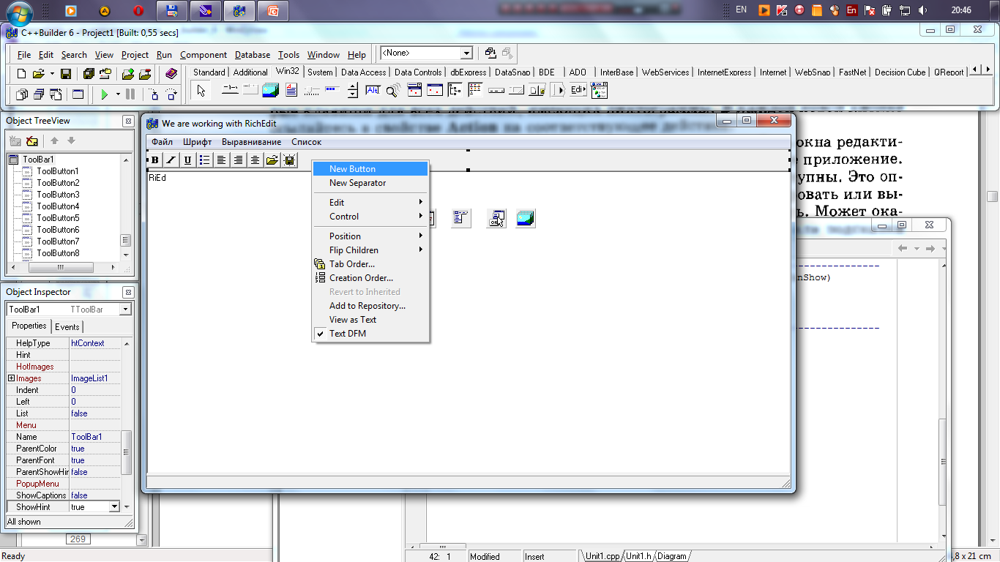 EN
En
20:46
C++Builder 6 - Project1 [Built: 0,55 secs]
File Edit Search View Project Run Component Database Tools Window Help
<None>
Standard Additional Win32 System Data Access Data Controls dbExpress DataSnap BDE ADO InterBase WebServices InternetExpress Internet WebSnap FastNet Decision Cube QReport
Object TreeView
ToolBar1
ToolButton1
ToolButton2
ToolButton3
ToolButton4
ToolButton5
ToolButton6
ToolButton7
ToolButton8
Object Inspector
ToolBar1 TToolBar
Properties Events
HelpType htContext
Hint
HotImages
Images ImageList1
Indent 0
Left 0
List false
Menu
Name ToolBar1
ParentColor true
ParentFont true
ParentShowHin false
PopupMenu
ShowCaptions false
ShowHint true
All shown
We are working with RichEdit
Файл Шрифт Выравнивание Список
B I U
RiEd
New Button
New Separator
Edit
Control
Position
Flip Children
Tab Order...
Creation Order...
Revert to Inherited
Add to Repository...
View as Text
Text DFM
окна редакти-
е приложение.
упны. Это оп-
овать или вы-
ь. Может ока-
nShow)
269
Ready
42: 1 Modified Insert Unit1.cpp Unit1.h Diagram
,8 x 21 cm